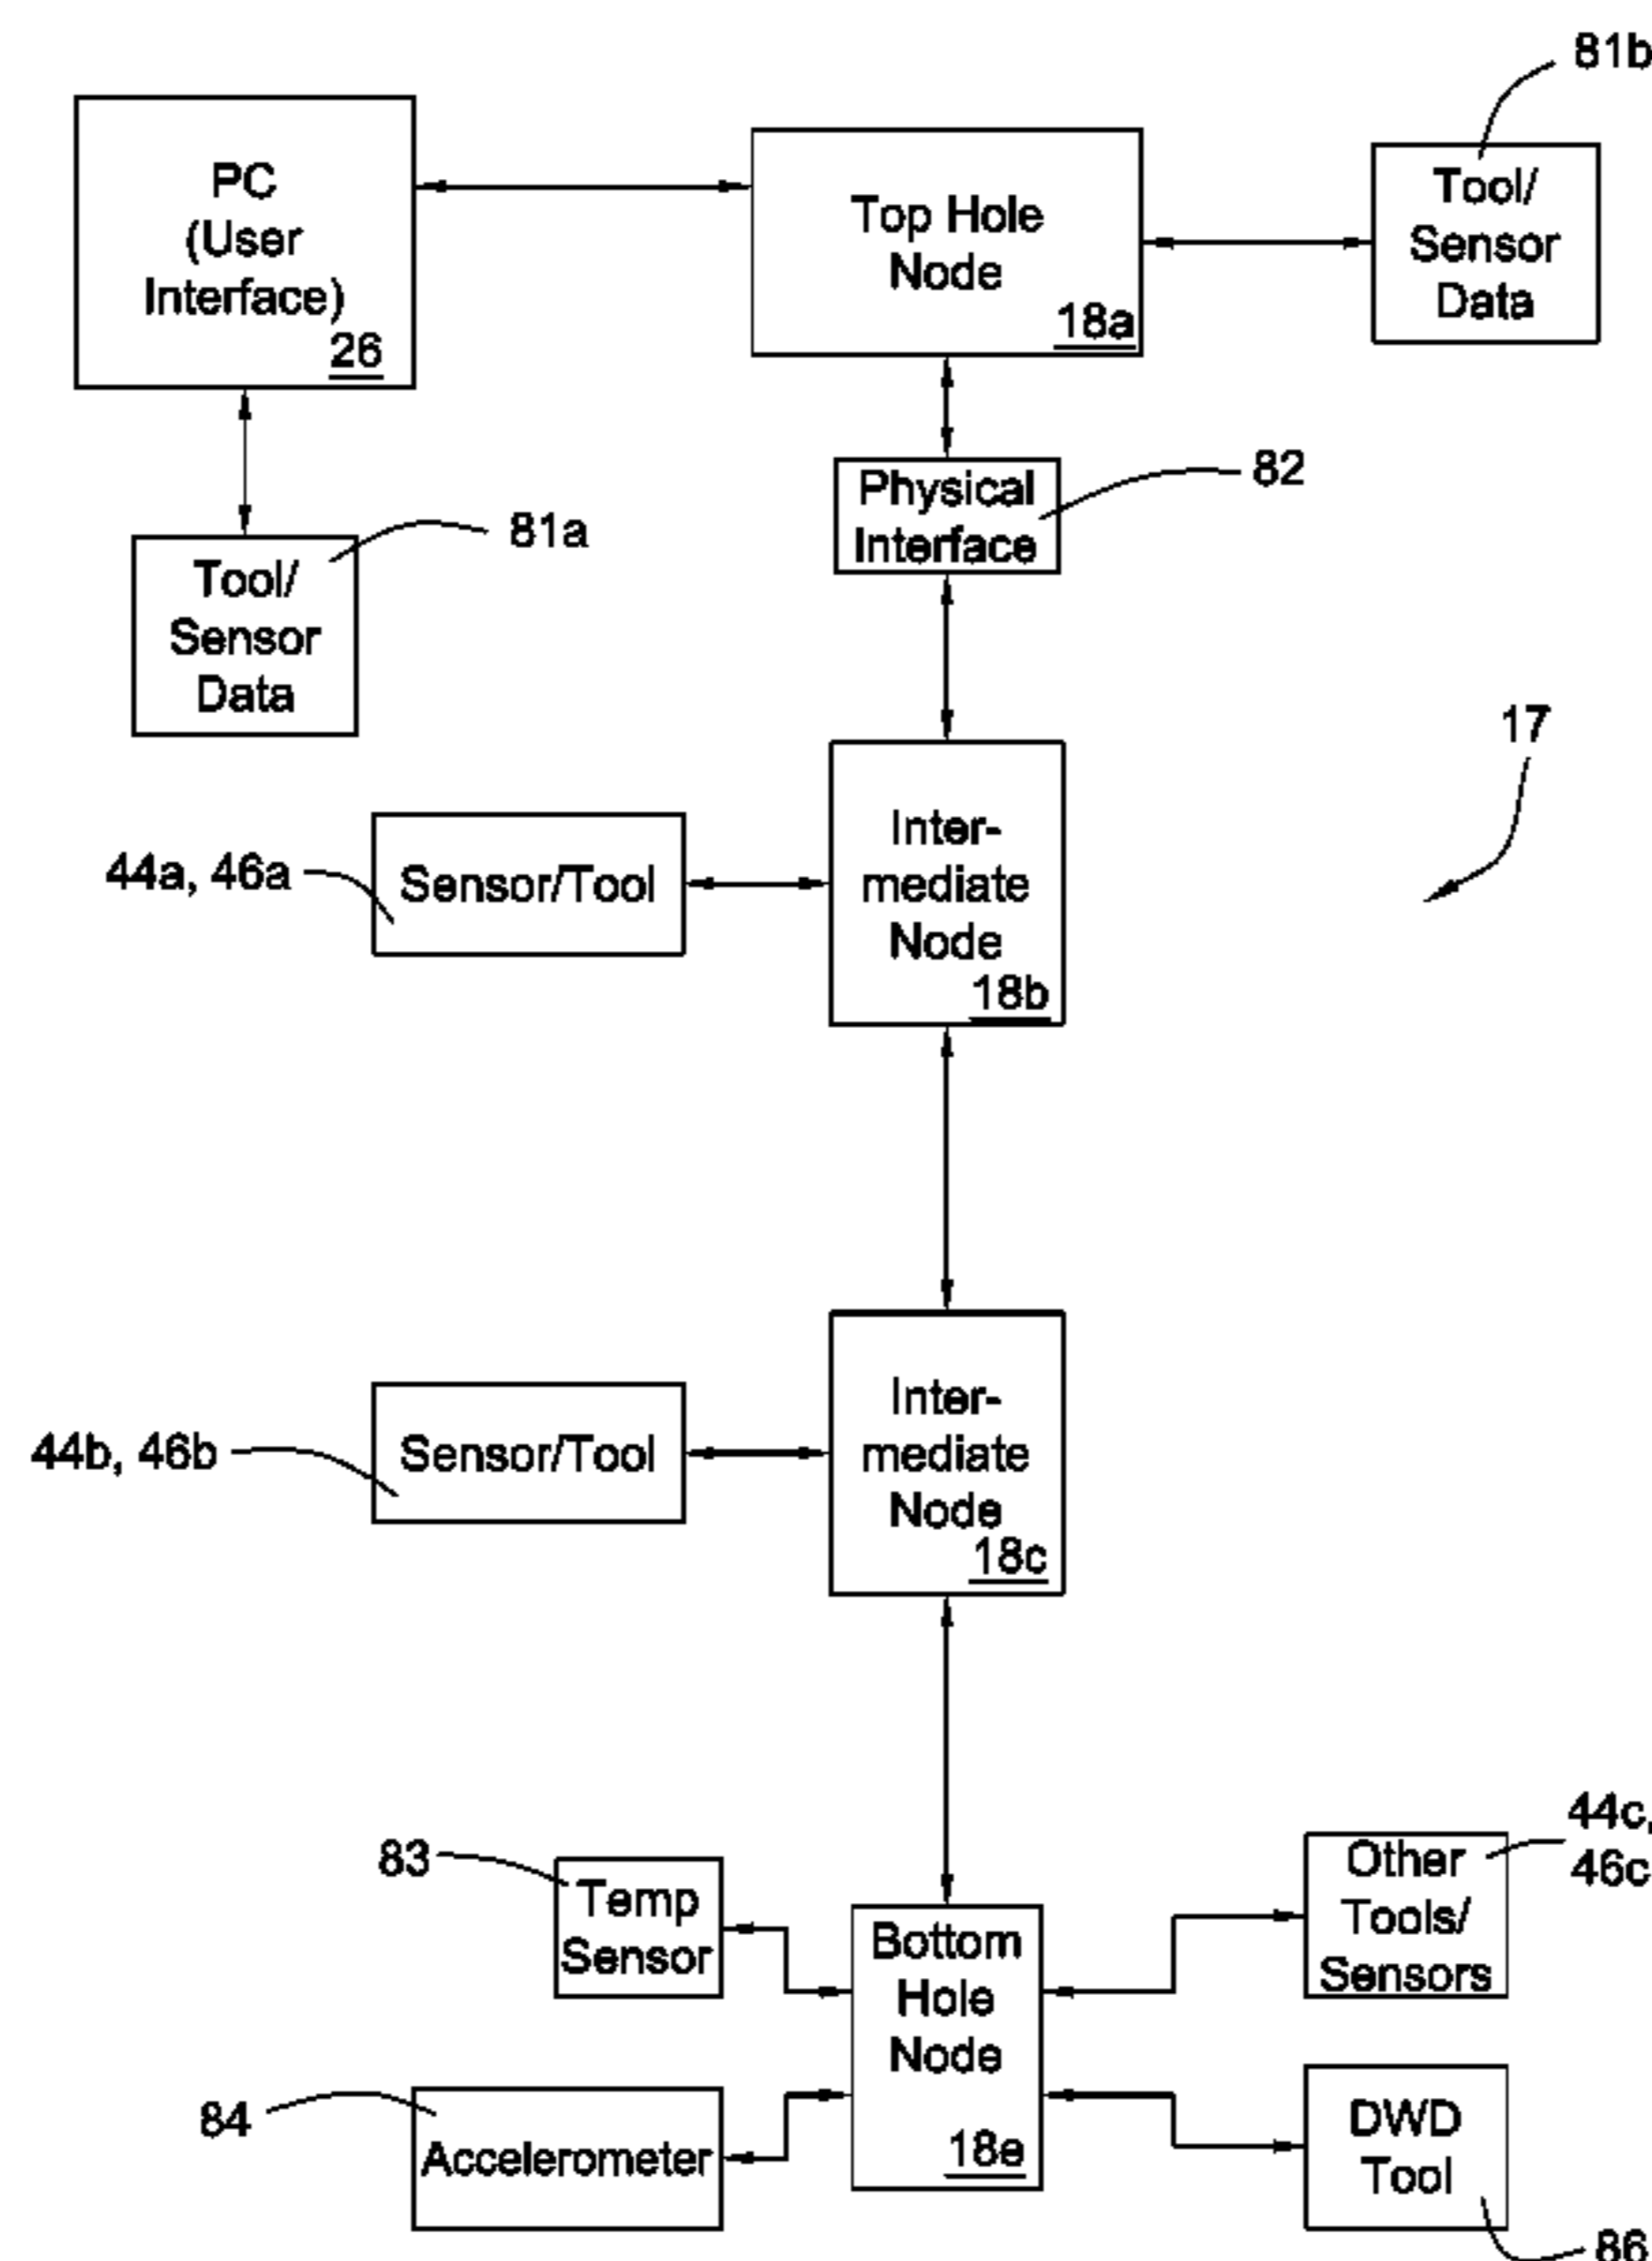 81b
PC
(User
Interface)
26
Top Hole
Node
18a
Tool/
Sensor
Data
Physical
Interface
82
81a
Tool/
Sensor
Data
17
44a, 46a
Sensor/Tool
Inter-
mediate
Node
18b
44b, 46b
Sensor/Tool
Inter-
mediate
Node
18c
83
Temp
Sensor
Bottom
Hole
Node
18e
44c,
46c
Other
Tools/
Sensors
84
Accelerometer
DWD
Tool
86